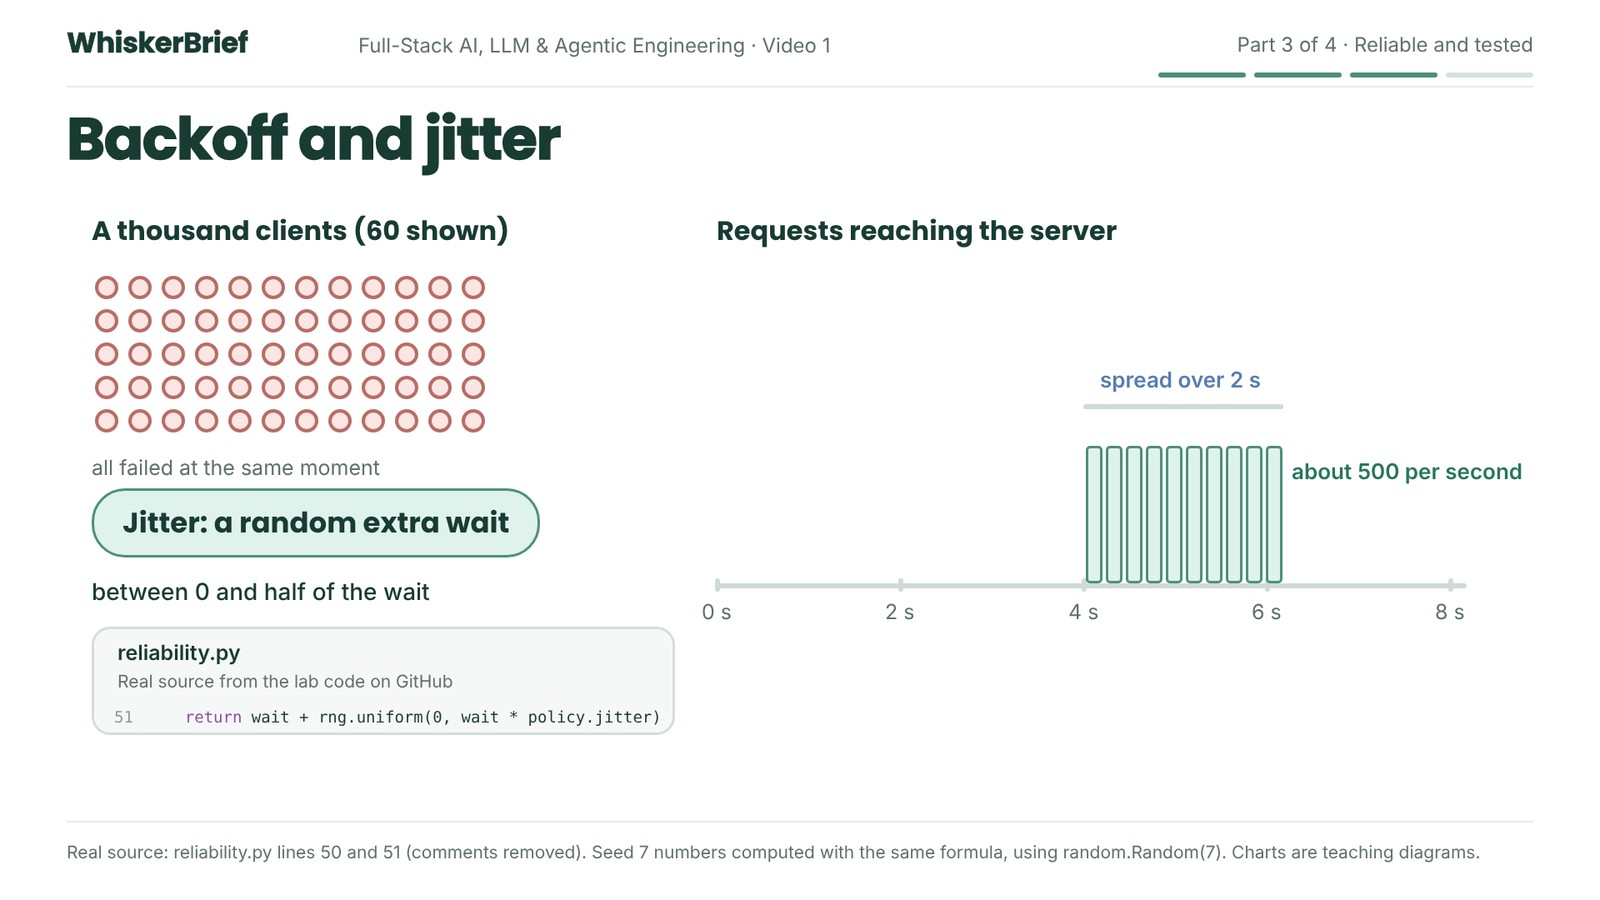 WhiskerBrief
Full-Stack AI, LLM & Agentic Engineering · Video 1
Part 3 of 4 · Reliable and tested
Backoff and jitter
A thousand clients (60 shown)
all failed at the same moment
Jitter: a random extra wait
between 0 and half of the wait
reliability.py
Real source from the lab code on GitHub
51 return wait + rng.uniform(0, wait * policy.jitter)
Requests reaching the server
spread over 2 s
about 500 per second
0 s 2 s 4 s 6 s 8 s
Real source: reliability.py lines 50 and 51 (comments removed). Seed 7 numbers computed with the same formula, using random.Random(7). Charts are teaching diagrams.